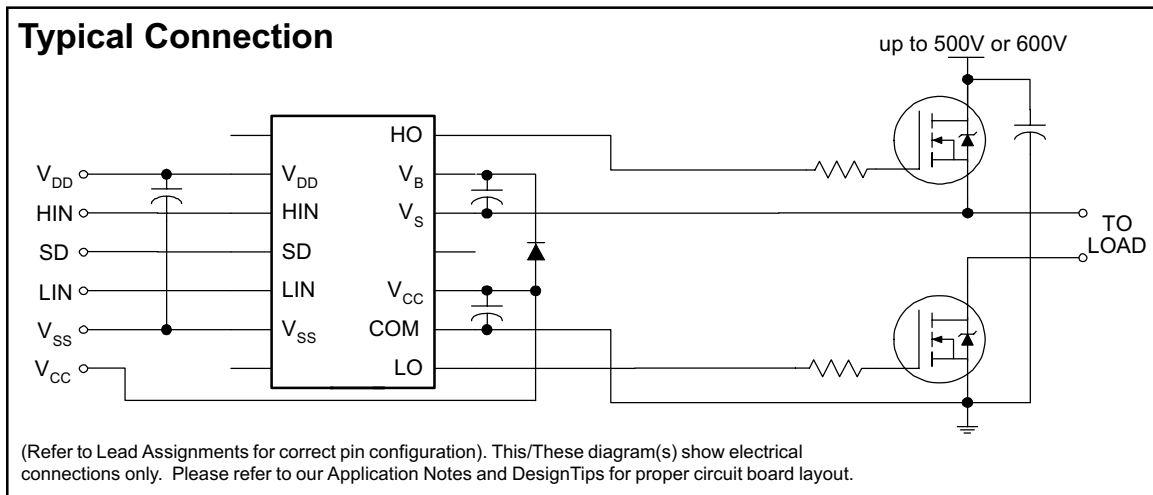 Typical Connection
up to 500V or 600V
HO
VDD
VDD
VB
HIN
HIN
VS
TO
LOAD
SD
SD
LIN
LIN
VCC
VSS
VSS
COM
VCC
LO
(Refer to Lead Assignments for correct pin configuration). This/These diagram(s) show electrical
connections only. Please refer to our Application Notes and DesignTips for proper circuit board layout.